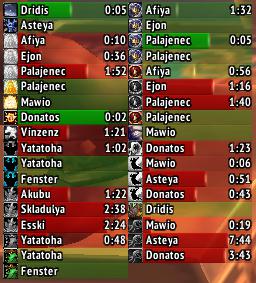 Dridis 0:05
Asteya
Afiya 0:10
Ejon 0:36
Palajenec 1:52
Palajenec
Mawio
Donatos 0:02
Vinzenz 1:21
Yatatoha 1:02
Yatatoha
Fenster
Akubu 1:22
Skladulya 2:38
Esski 2:24
Yatatoha 0:48
Yatatoha
Fenster
Afiya 1:32
Ejon
Palajenec 0:05
Palajenec
Afiya 0:56
Ejon 1:16
Palajenec 1:40
Palajenec
Mawio
Donatos 1:23
Mawio 0:06
Asteya 0:51
Donatos 0:43
Dridis
Mawio 0:19
Asteya 7:44
Donatos 3:43